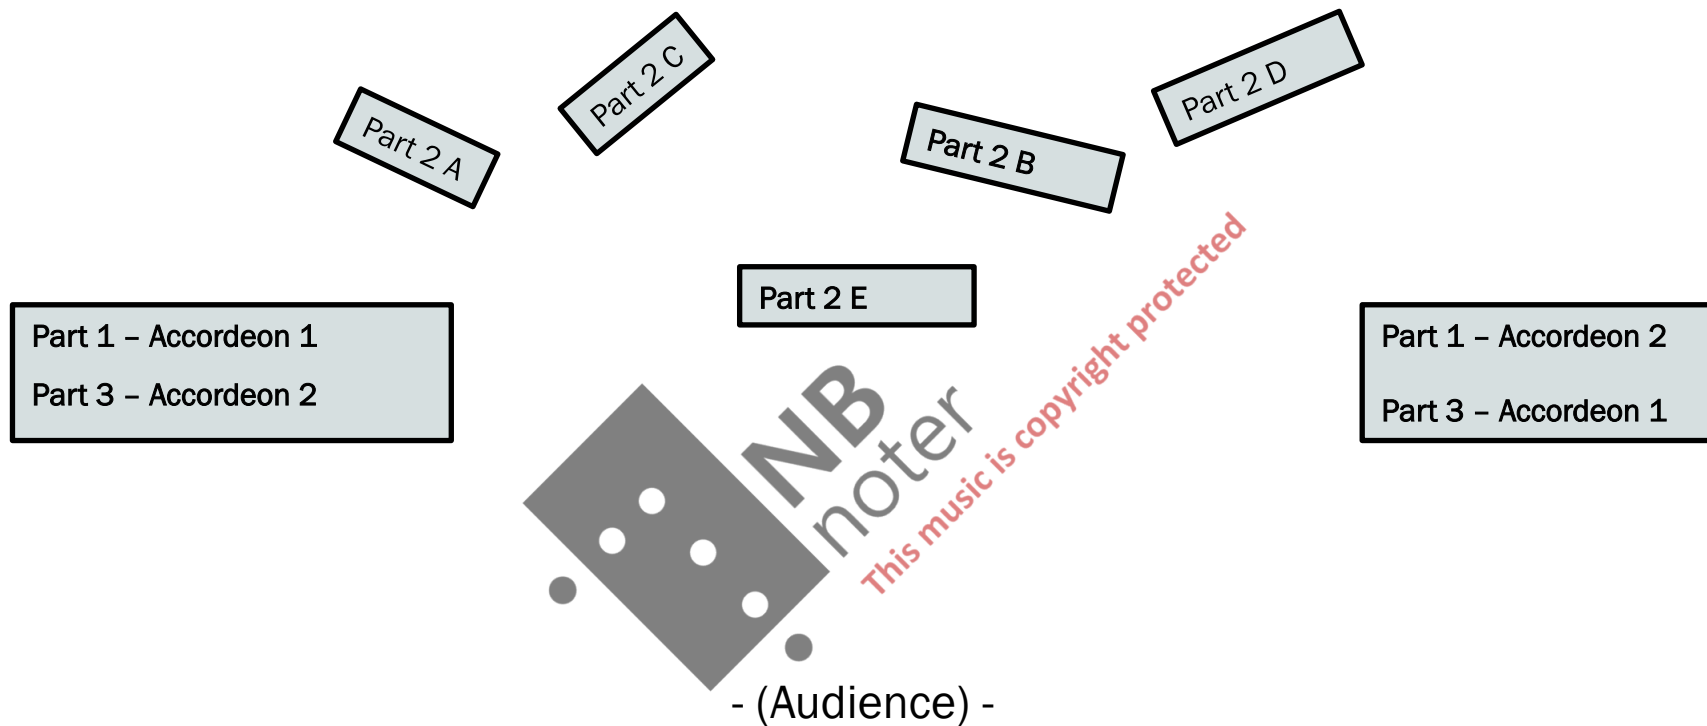 Part 2 C
Part 2 D
Part 2 A
Part 2 B
Part 2 E
Part 1 – Accordeon 1
Part 3 – Accordeon 2
Part 1 – Accordeon 2
Part 3 – Accordeon 1
NB
noter
This music is copyright protected
- (Audience) -